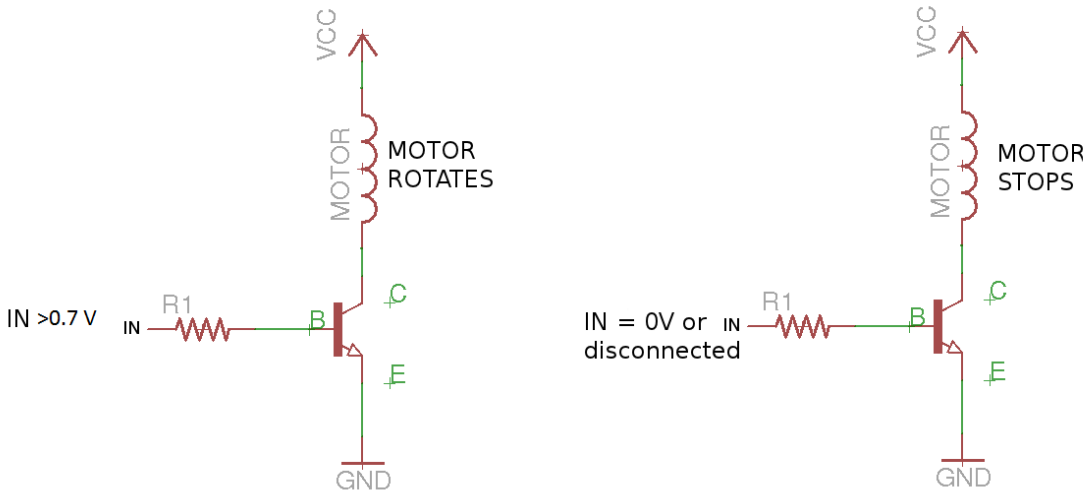 VCC
MOTOR
MOTOR
ROTATES
R1
C
B
IN >0.7 V
IN
E
GND
VCC
MOTOR
MOTOR
STOPS
R1
C
B
IN = 0V or
disconnected
IN
E
GND